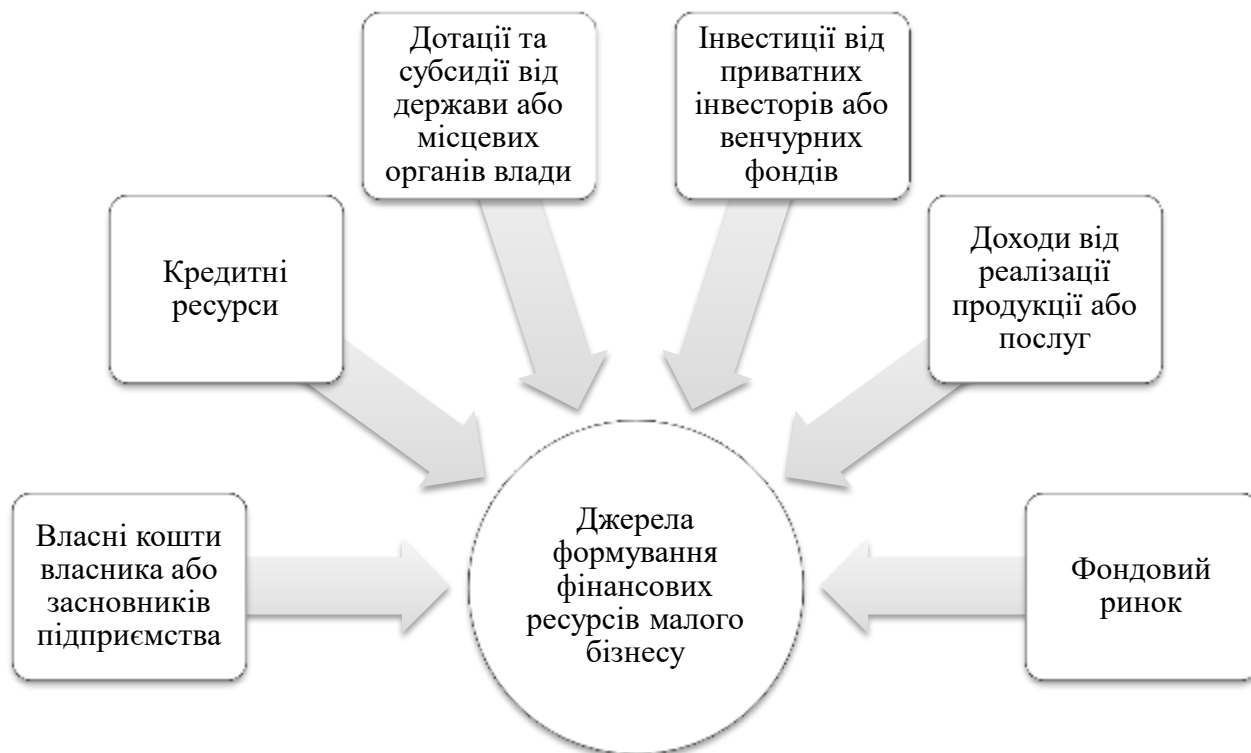 Дотації та
субсидії від
держави або
місцевих
органів влади
Інвестиції від
приватних
інвесторів або
венчурних
фондів
Кредитні
ресурси
Доходи від
реалізації
продукції або
послуг
Власні кошти
власника або
засновників
підприємства
Джерела
формування
фінансових
ресурсів малого
бізнесу
Фондовий
ринок